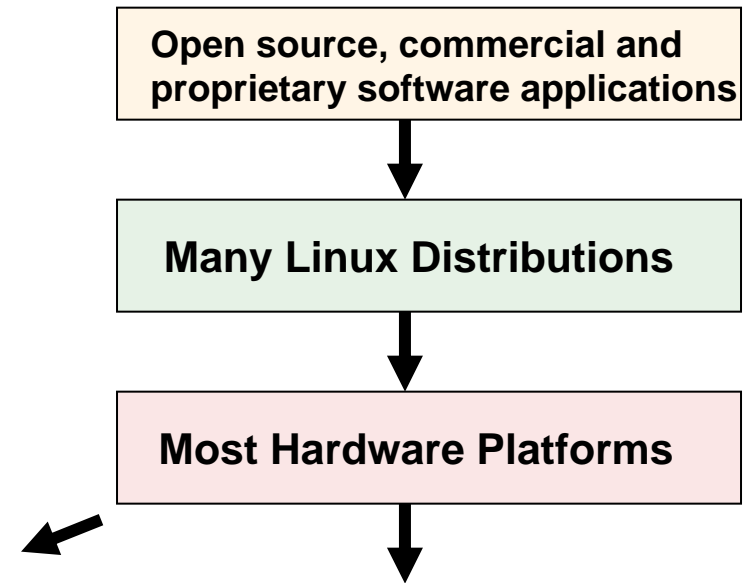 Open source, commercial and
proprietary software applications
Many Linux Distributions
Most Hardware Platforms